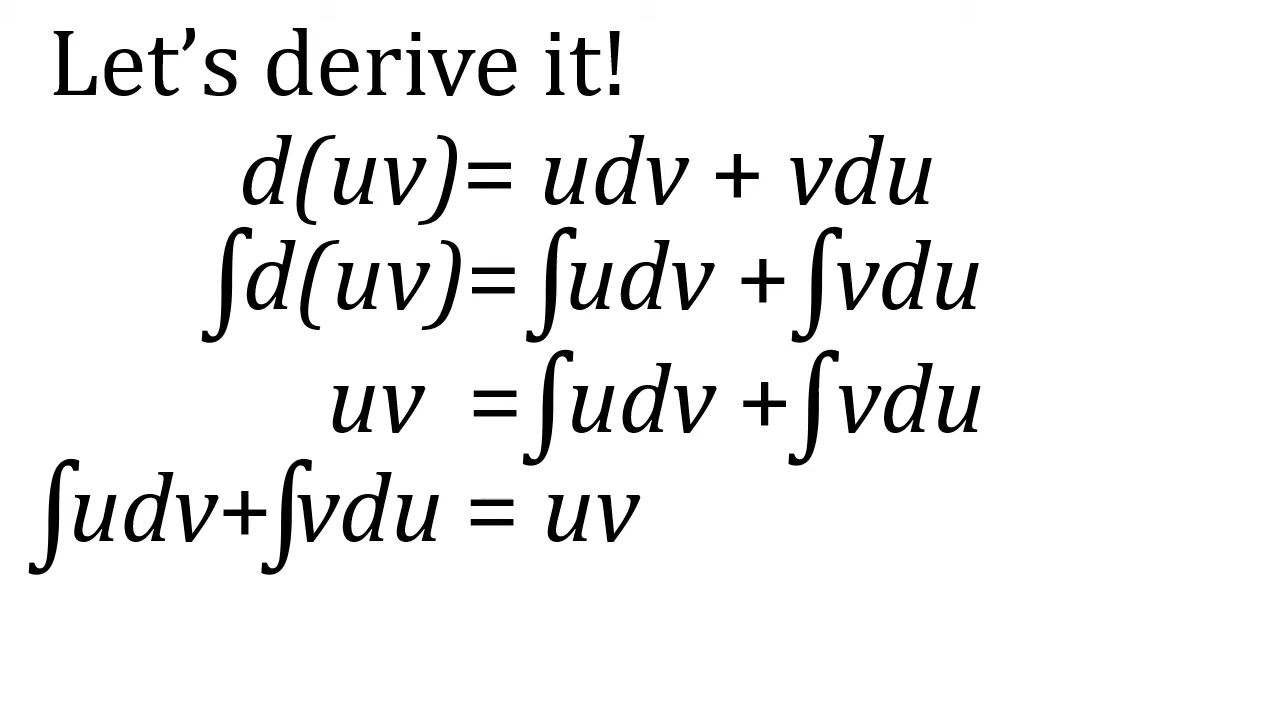 Let’s derive it!
d(uv)= udv + vdu
∫d(uv)= ∫udv + ∫vdu
uv = ∫udv + ∫vdu
∫udv+∫vdu = uv